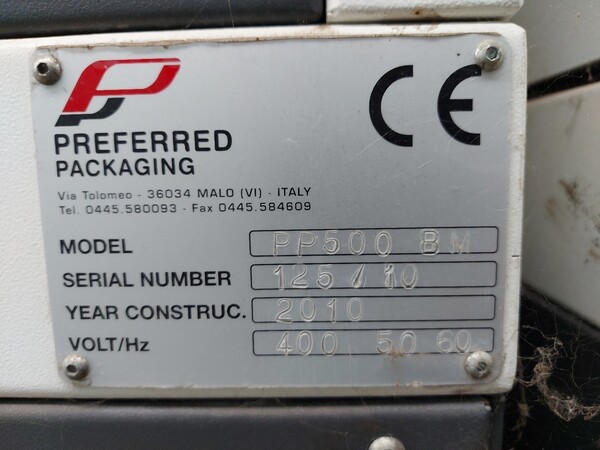 PREFERRED
PACKAGING
CE
Via Tolomeo - 36034 MALO (VI) - ITALY
Tel. 0445.580093 - Fax 0445.584609
MODEL PP500 BM
SERIAL NUMBER 125/10
YEAR CONSTRUC. 2010
VOLT/Hz 400 50 60